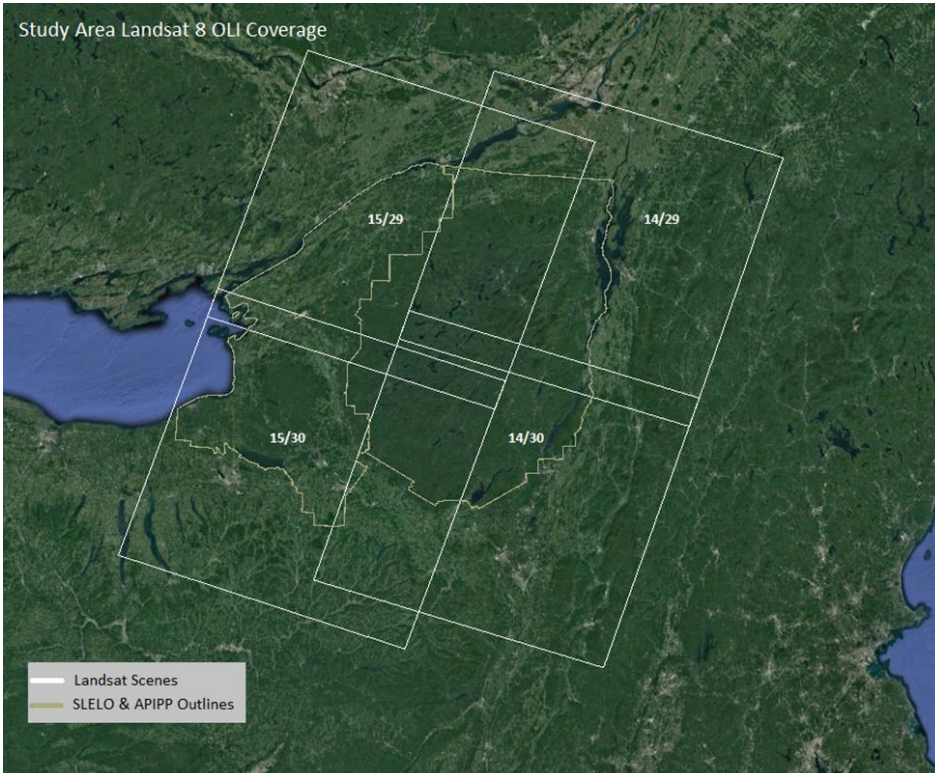 Study Area Landsat 8 OLI Coverage
15/29
14/29
15/30
14/30
Landsat Scenes
SLELO & APIPP Outlines